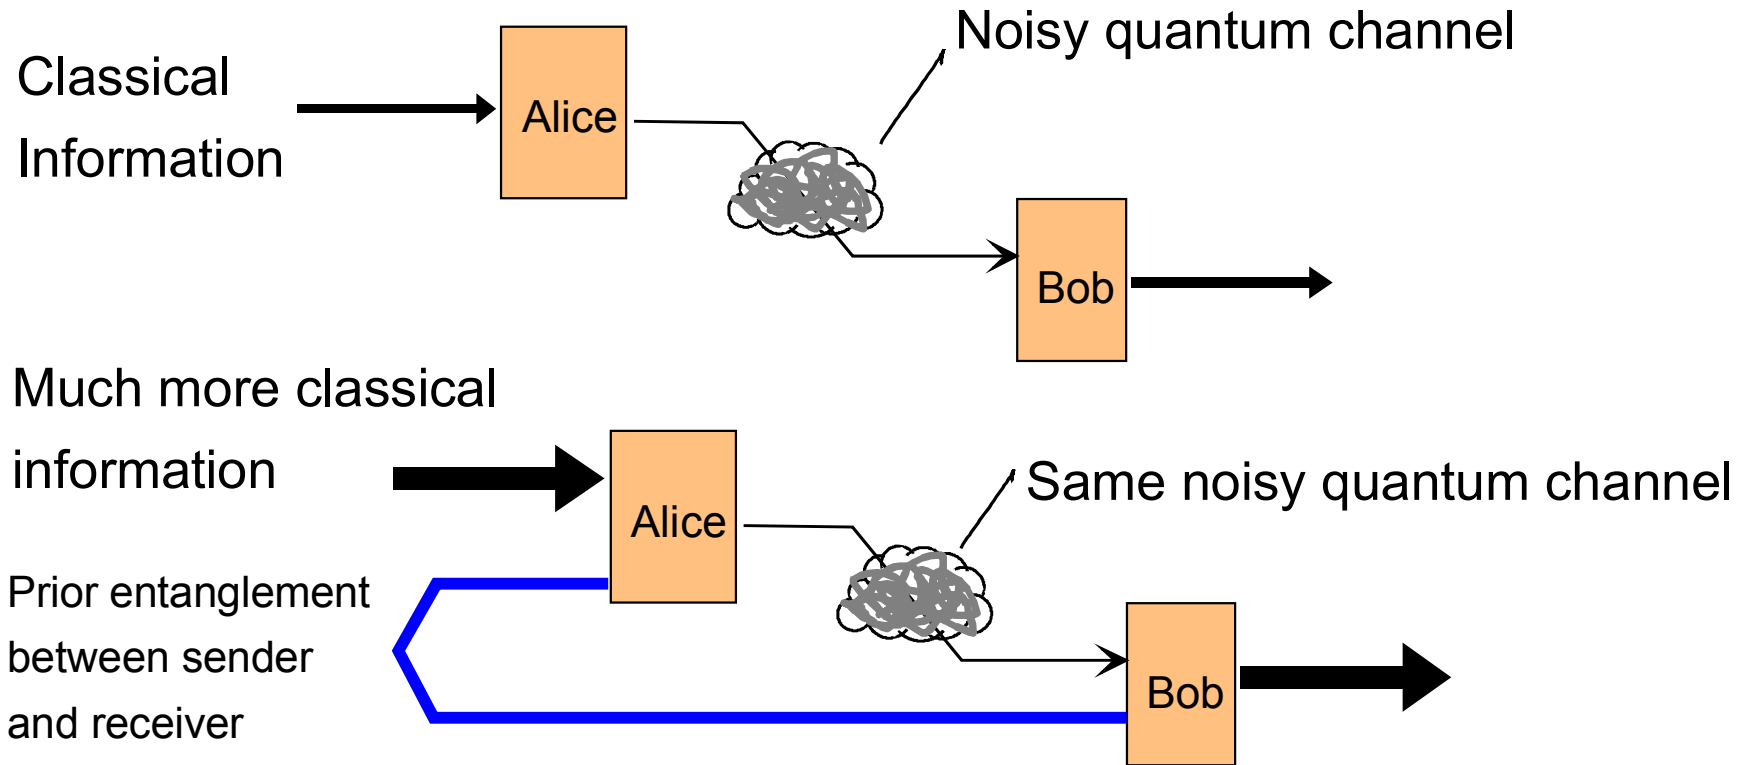 Noisy quantum channel
Classical
Information
Alice
Bob
Much more classical
information
Same noisy quantum channel
Alice
Prior entanglement
between sender
and receiver
Bob